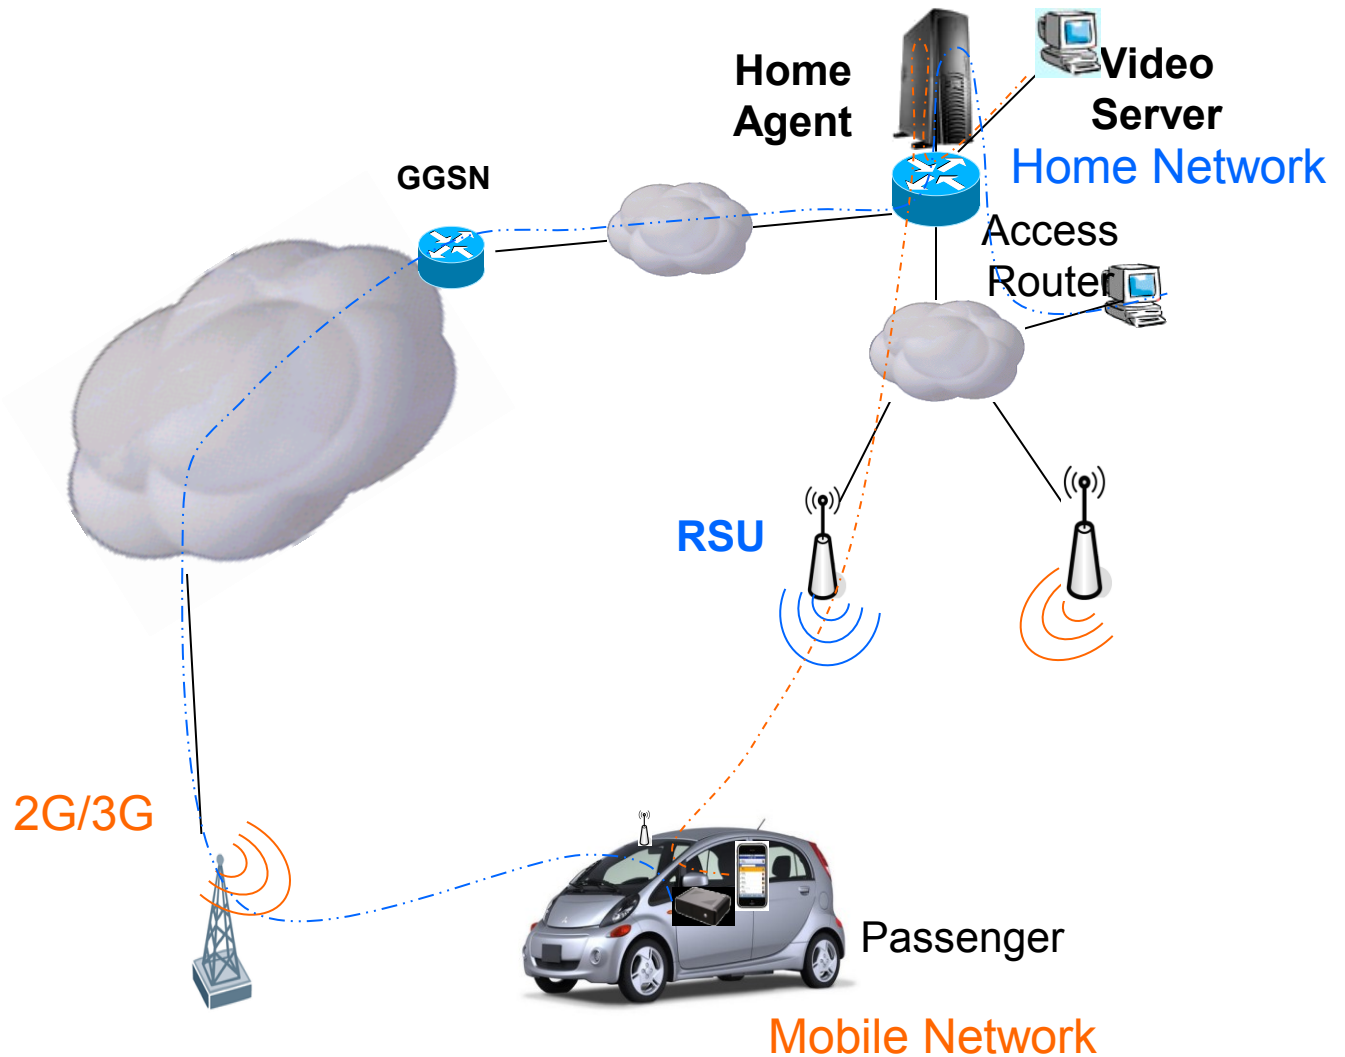 Home
Agent
Video
Server
Home Network
GGSN
Access
Router
RSU
2G/3G
Passenger
Mobile Network